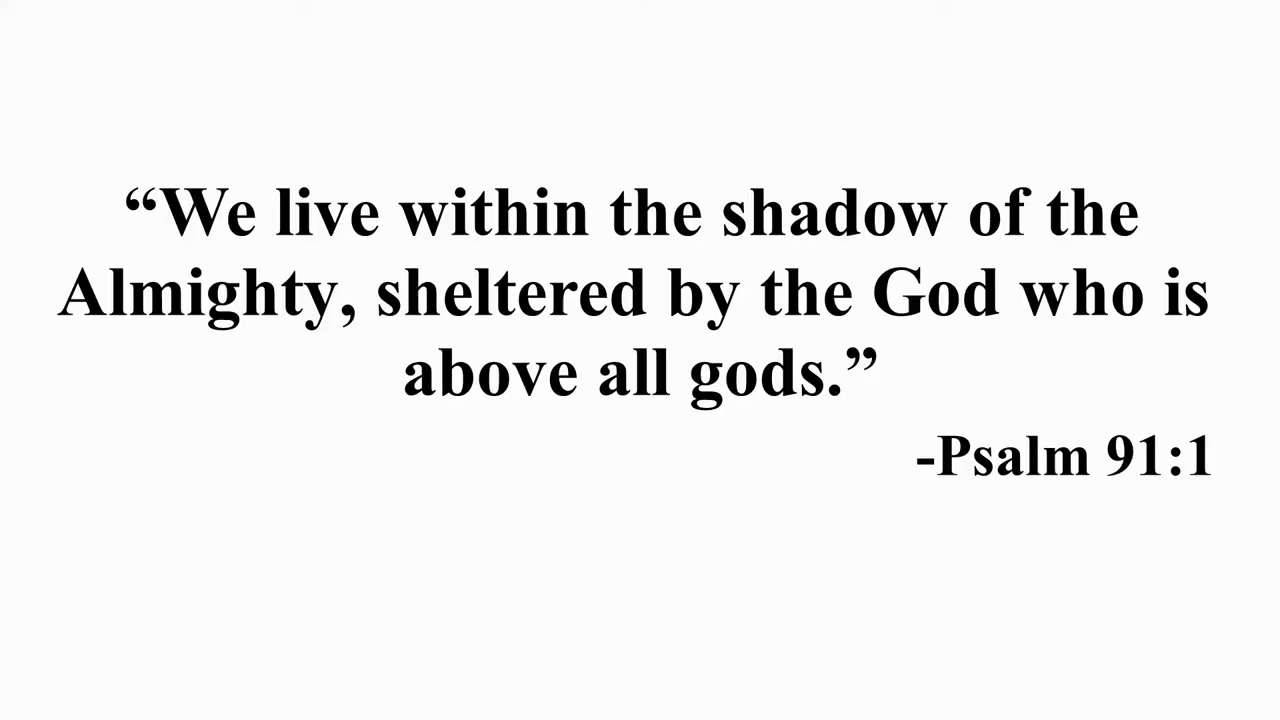 “We live within the shadow of the
Almighty, sheltered by the God who is
above all gods.”
-Psalm 91:1